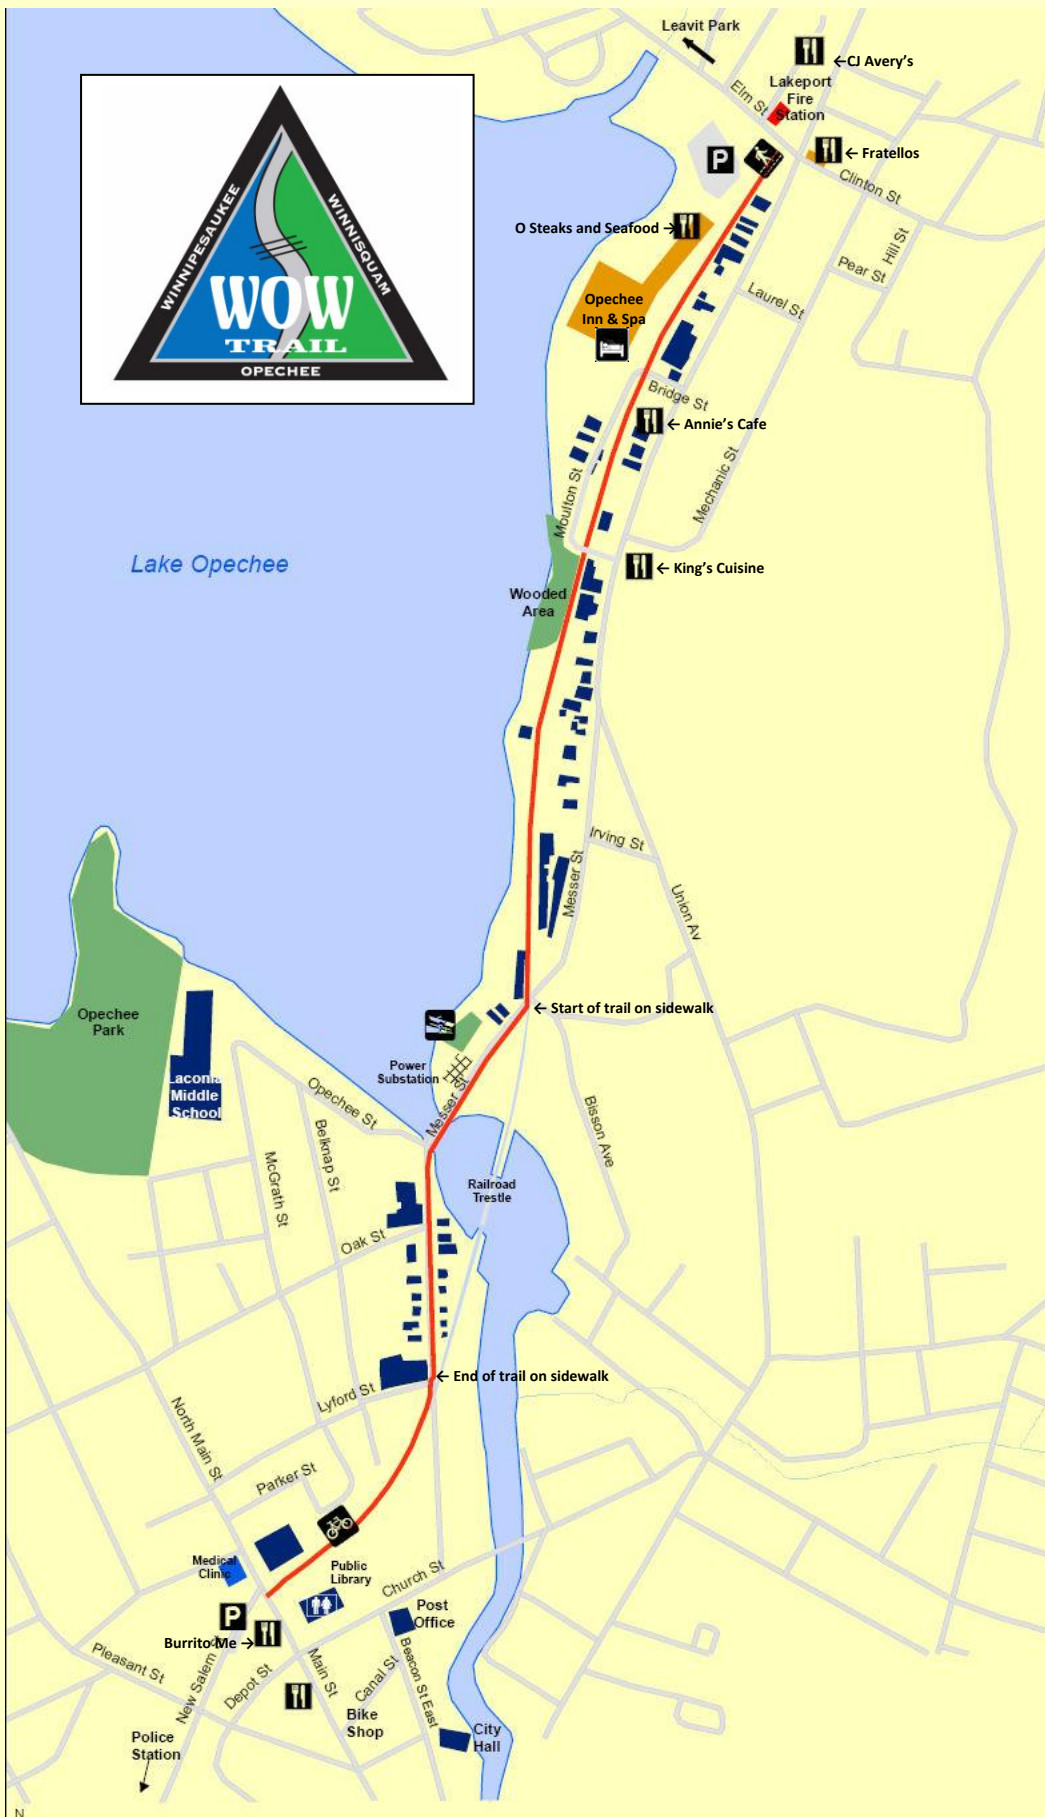 Leavit Park
←CJ Avery's
Lakeport
Fire
Station
Elm St
P
← Fratellos
Clinton St
WINNIPESAUKEE
WINNISQUAM
WOW
TRAIL
OPECHEE
O Steaks and Seafood →
Hill St
Pear St
Laurel St
Opechee
Inn & Spa
Bridge St
← Annie's Cafe
Mechanic St
Moulton St
Lake Opechee
← King's Cuisine
Wooded
Area
Irving St
Messer St
Union Av
Opechee
Park
← Start of trail on sidewalk
Laconia
Middle
School
Power
Substation
Messer St
Opechee St
Belknap St
Bisson Ave
McGrath St
Railroad
Trestle
Oak St
← End of trail on sidewalk
Lyford St
North Main St
Parker St
Medical
Clinic
Public
Library
Church St
Post
Office
P
Burrito Me →
Pleasant St
New Salem St
Depot St
Main St
Canal St
Beacon St East
Bike
Shop
City
Hall
Police
Station
N